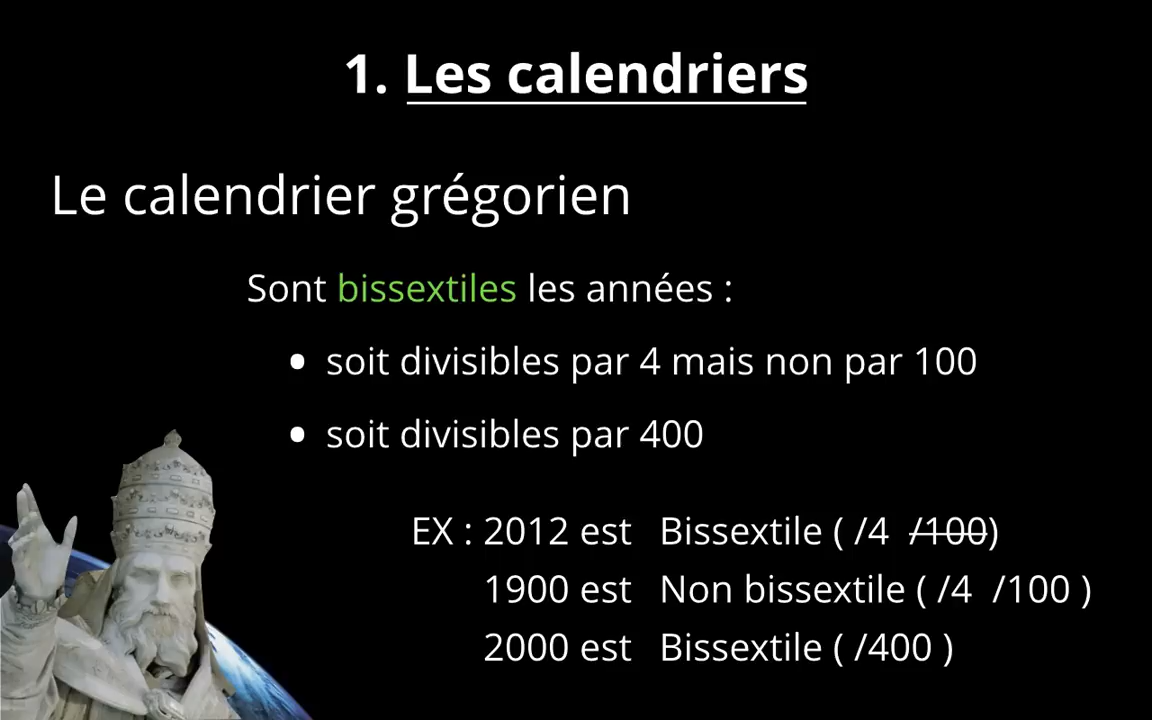 1. Les calendriers
Le calendrier grégorien
Sont bissextiles les années :
• soit divisibles par 4 mais non par 100
• soit divisibles par 400
EX : 2012 est Bissextile ( /4 /100)
1900 est Non bissextile ( /4 /100 )
2000 est Bissextile ( /400 )